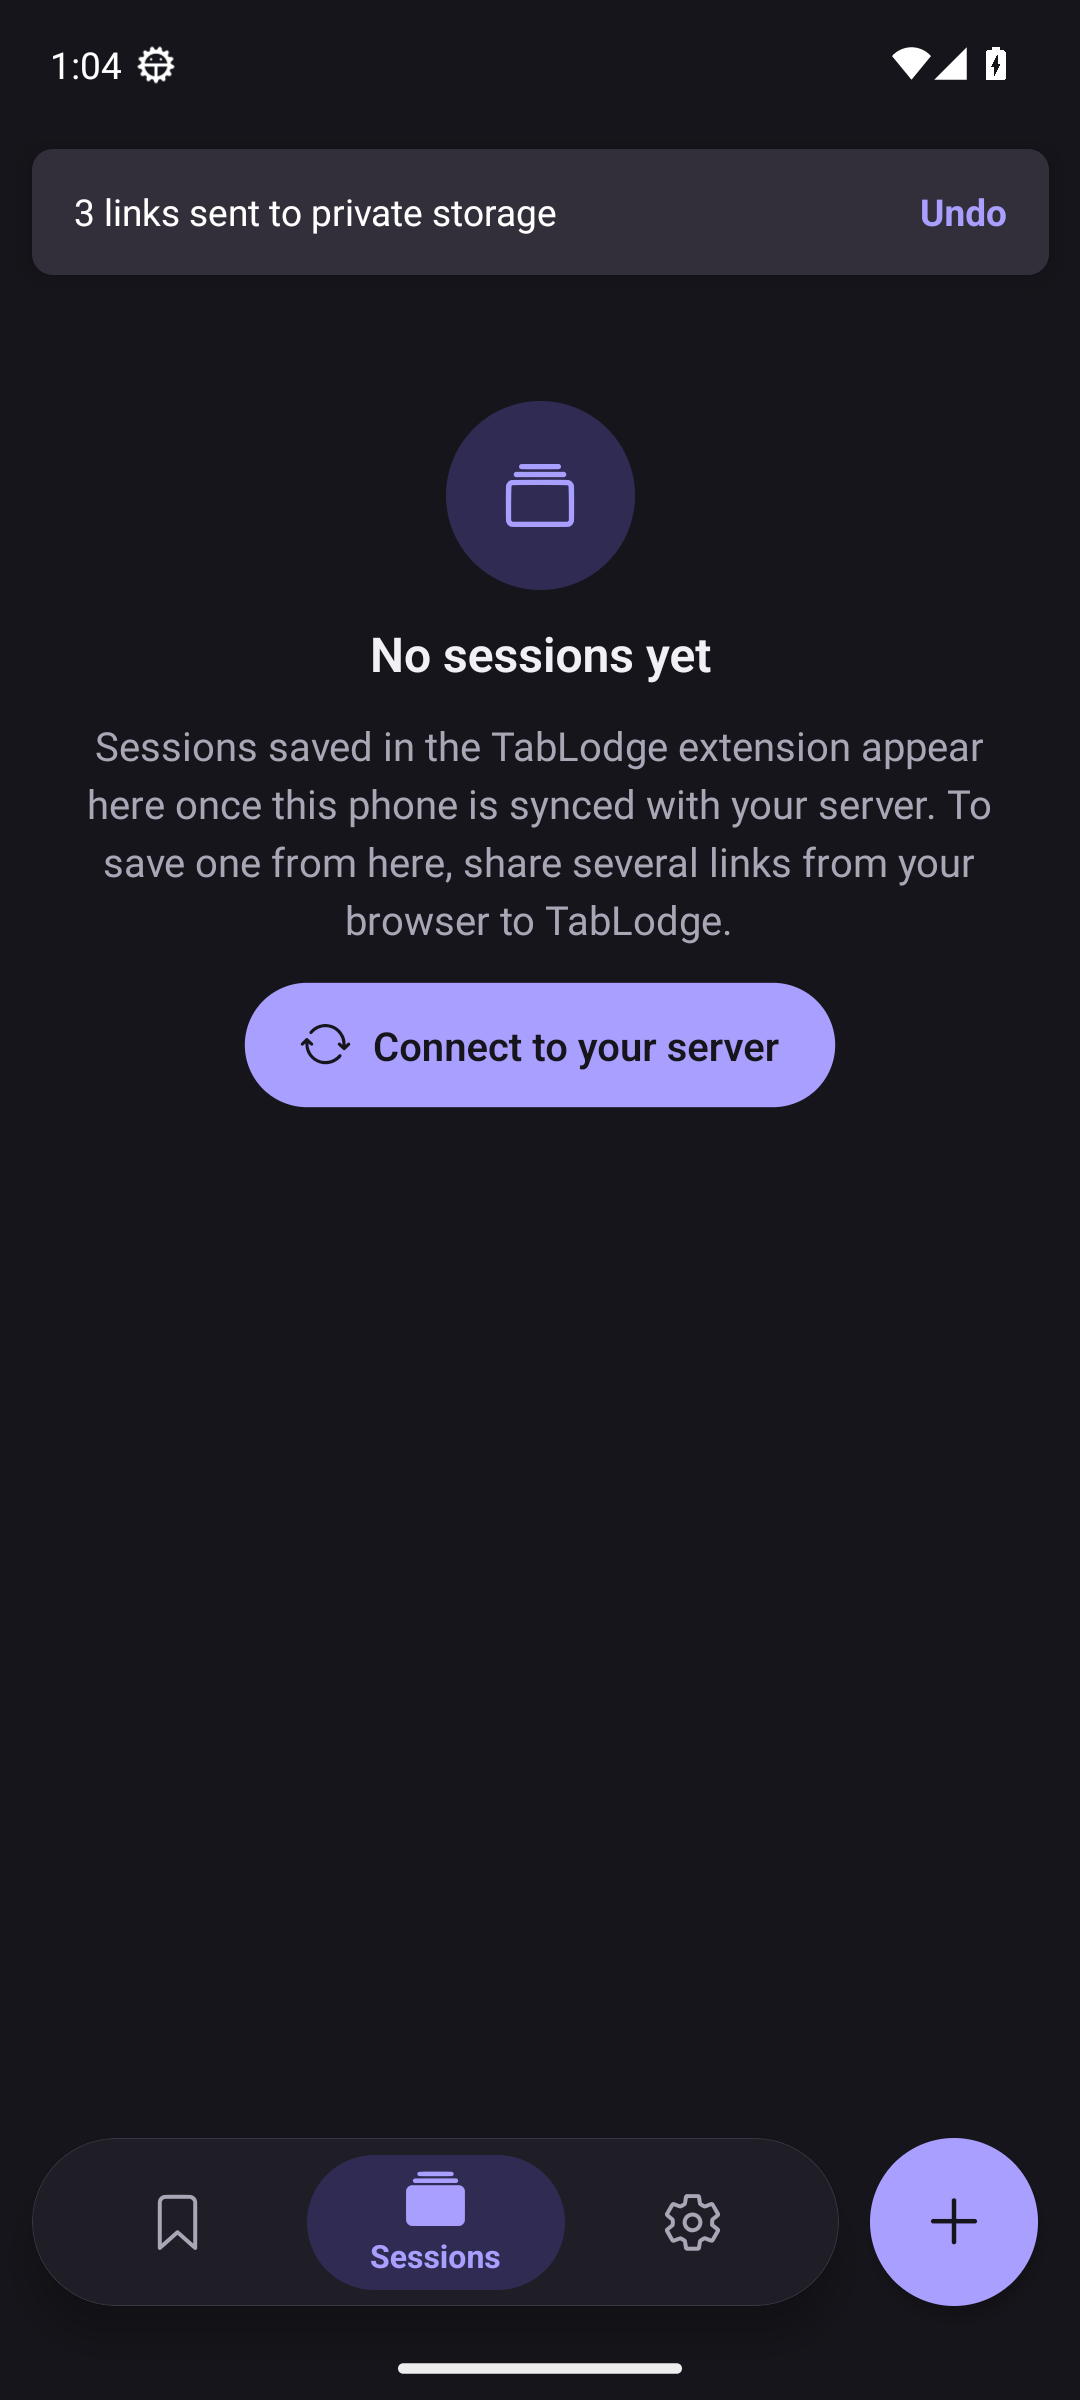 1:04
3 links sent to private storage
Undo
No sessions yet
Sessions saved in the TabLodge extension appear
here once this phone is synced with your server. To
save one from here, share several links from your
browser to TabLodge.
Connect to your server
Sessions